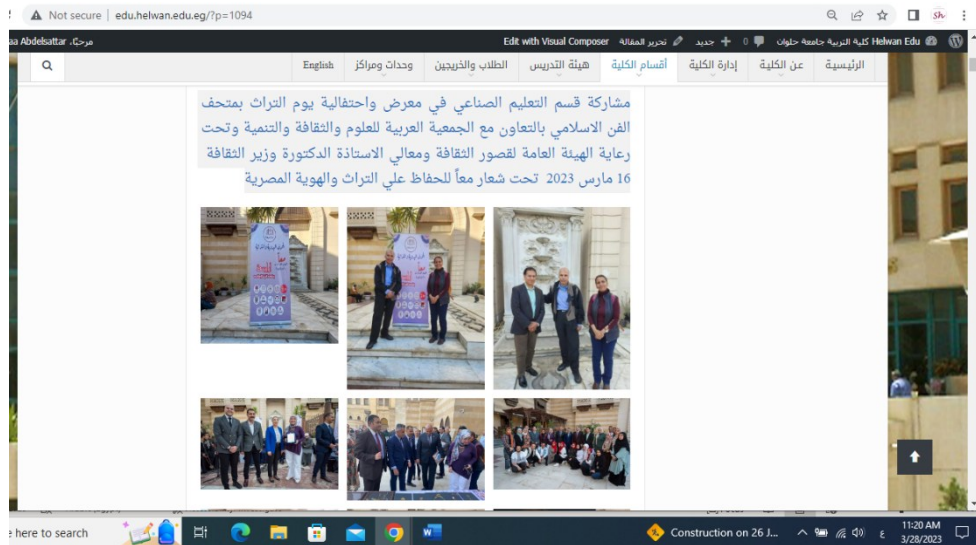 Not secure | edu.helwan.edu.eg/?p=1094
Sh
Helwan Edu كلية التربية جامعة حلوان 0 جديد تحرير المقالة Edit with Visual Composer
مرحبًا، aa Abdelsattar
الرئيسية عن الكلية إدارة الكلية أقسام الكلية هيئة التدريس الطلاب والخريجين وحدات ومراكز English
مشاركة قسم التعليم الصناعي في معرض واحتفالية يوم التراث بمتحف
الفن الاسلامي بالتعاون مع الجمعية العربية للعلوم والثقافة والتنمية وتحت
رعاية الهيئة العامة لقصور الثقافة ومعالي الاستاذة الدكتورة وزير الثقافة
16 مارس 2023 تحت شعار معاً للحفاظ علي التراث والهوية المصرية
e here to search
Construction on 26 J...
ع
11:20 AM
3/28/2023